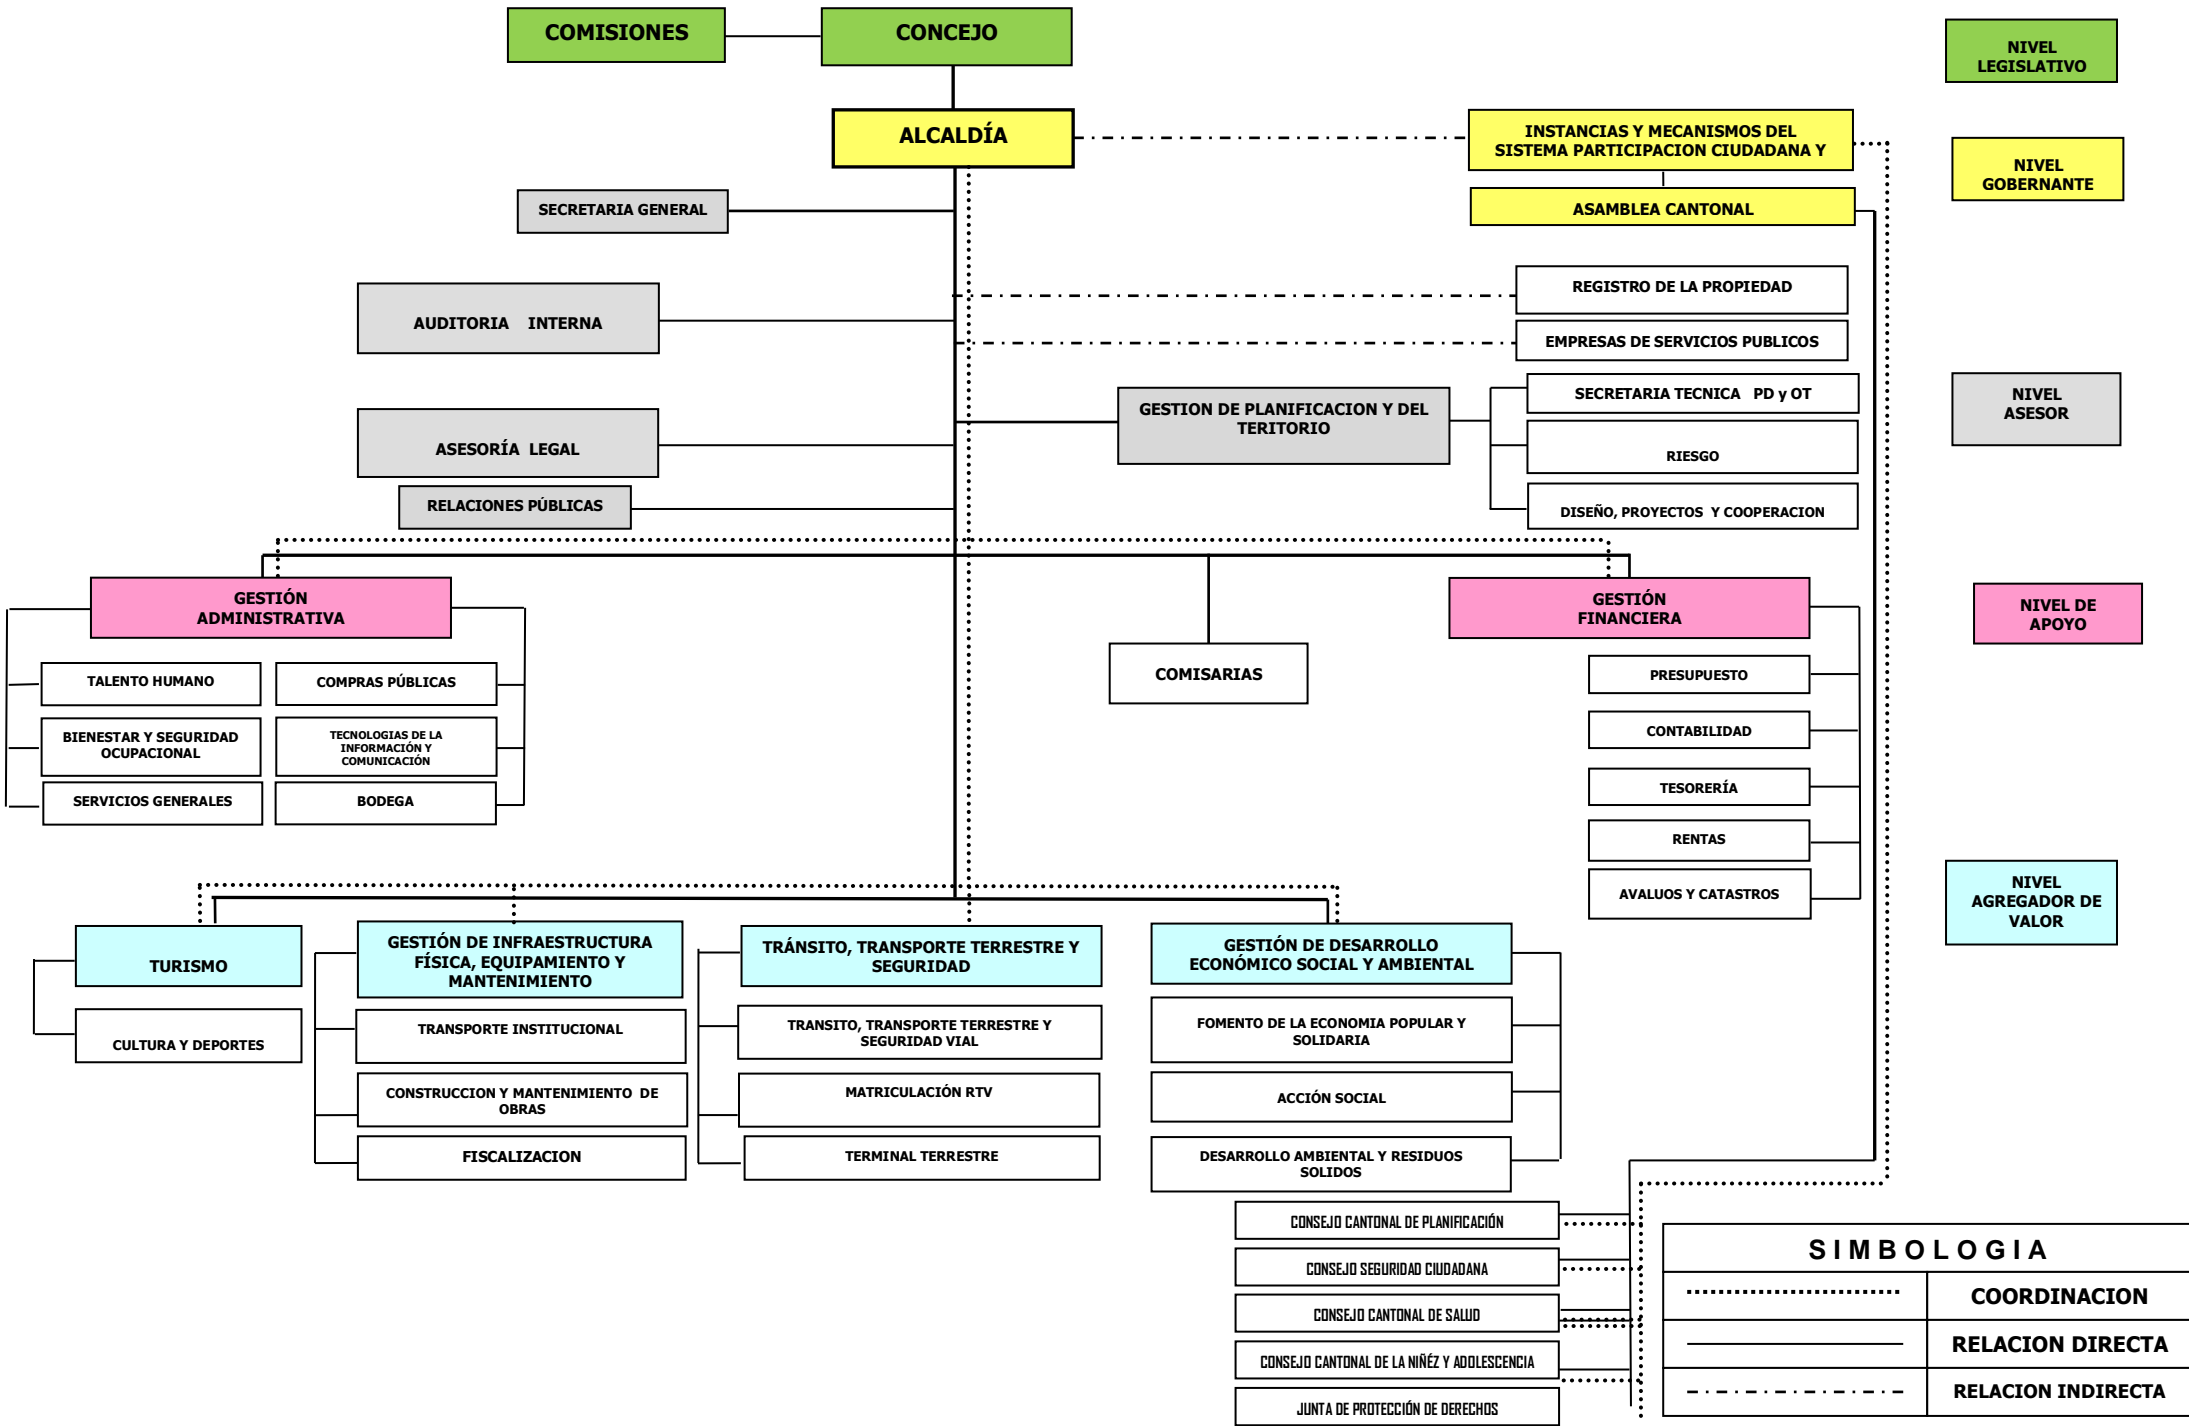 COMISIONES
CONCEJO
NIVEL
LEGISLATIVO
ALCALDÍA
INSTANCIAS Y MECANISMOS DEL
SISTEMA PARTICIPACION CIUDADANA Y
NIVEL
GOBERNANTE
SECRETARIA GENERAL
ASAMBLEA CANTONAL
REGISTRO DE LA PROPIEDAD
AUDITORIA INTERNA
EMPRESAS DE SERVICIOS PUBLICOS
GESTION DE PLANIFICACION Y DEL
TERITORIO
SECRETARIA TECNICA PD y OT
NIVEL
ASESOR
ASESORÍA LEGAL
RIESGO
RELACIONES PÚBLICAS
DISEÑO, PROYECTOS Y COOPERACION
GESTIÓN
ADMINISTRATIVA
GESTIÓN
FINANCIERA
NIVEL DE
APOYO
TALENTO HUMANO
COMPRAS PÚBLICAS
COMISARIAS
PRESUPUESTO
BIENESTAR Y SEGURIDAD
OCUPACIONAL
TECNOLOGIAS DE LA
INFORMACIÓN Y
COMUNICACIÓN
CONTABILIDAD
SERVICIOS GENERALES
BODEGA
TESORERÍA
RENTAS
AVALUOS Y CATASTROS
NIVEL
AGREGADOR DE
VALOR
TURISMO
GESTIÓN DE INFRAESTRUCTURA
FÍSICA, EQUIPAMIENTO Y
MANTENIMIENTO
TRÁNSITO, TRANSPORTE TERRESTRE Y
SEGURIDAD
GESTIÓN DE DESARROLLO
ECONÓMICO SOCIAL Y AMBIENTAL
CULTURA Y DEPORTES
TRANSPORTE INSTITUCIONAL
TRANSITO, TRANSPORTE TERRESTRE Y
SEGURIDAD VIAL
FOMENTO DE LA ECONOMIA POPULAR Y
SOLIDARIA
CONSTRUCCION Y MANTENIMIENTO DE
OBRAS
MATRICULACIÓN RTV
ACCIÓN SOCIAL
FISCALIZACION
TERMINAL TERRESTRE
DESARROLLO AMBIENTAL Y RESIDUOS
SOLIDOS
CONSEJO CANTONAL DE PLANIFICACIÓN
CONSEJO SEGURIDAD CIUDADANA
CONSEJO CANTONAL DE SALUD
CONSEJO CANTONAL DE LA NIÑÉZ Y ADOLESCENCIA
JUNTA DE PROTECCIÓN DE DERECHOS
SIMBOLOGIA
COORDINACION
RELACION DIRECTA
RELACION INDIRECTA